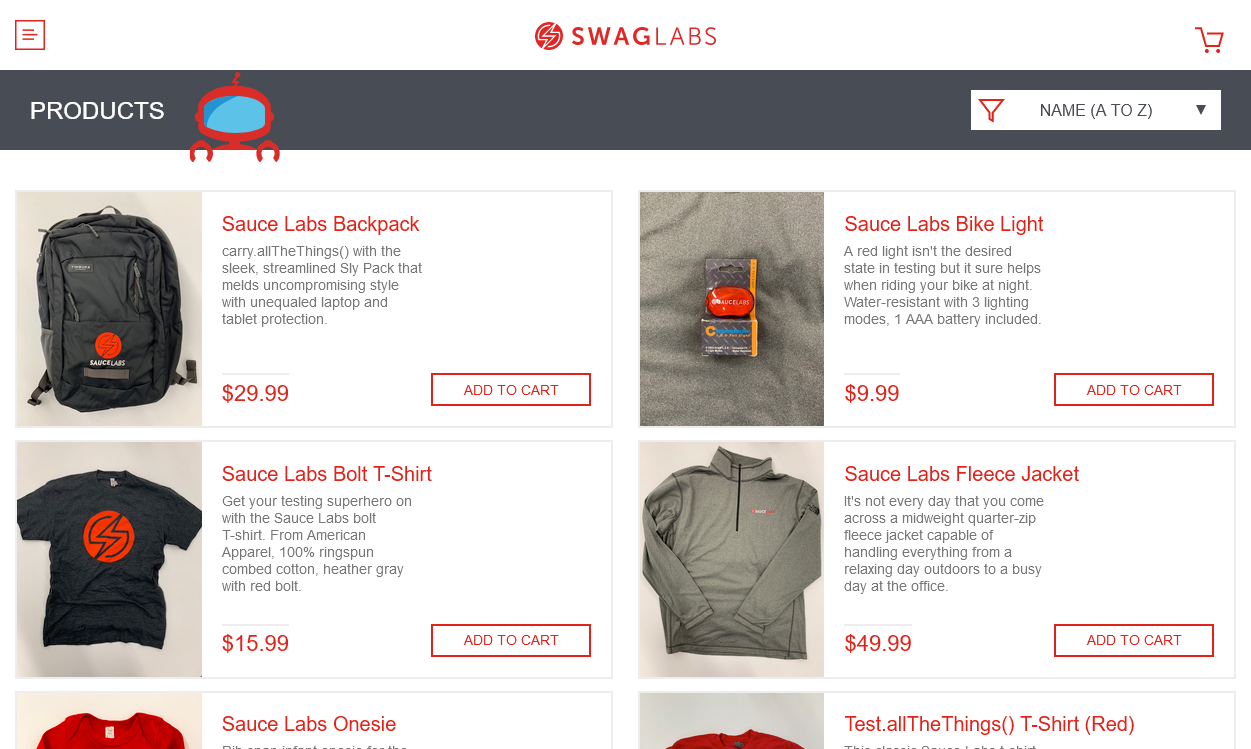 SWAGLABS
PRODUCTS
NAME (A TO Z)
Sauce Labs Backpack
carry.allTheThings() with the
sleek, streamlined Sly Pack that
melds uncompromising style
with unequaled laptop and
tablet protection.
$29.99
ADD TO CART
SAUCELABS
Sauce Labs Bike Light
A red light isn't the desired
state in testing but it sure helps
when riding your bike at night.
Water-resistant with 3 lighting
modes, 1 AAA battery included.
$9.99
ADD TO CART
SAUCELABS
Sauce Labs Bolt T-Shirt
Get your testing superhero on
with the Sauce Labs bolt
T-shirt. From American
Apparel, 100% ringspun
combed cotton, heather gray
with red bolt.
$15.99
ADD TO CART
Sauce Labs Fleece Jacket
It's not every day that you come
across a midweight quarter-zip
fleece jacket capable of
handling everything from a
relaxing day outdoors to a busy
day at the office.
$49.99
ADD TO CART
Sauce Labs Onesie
Test.allTheThings() T-Shirt (Red)